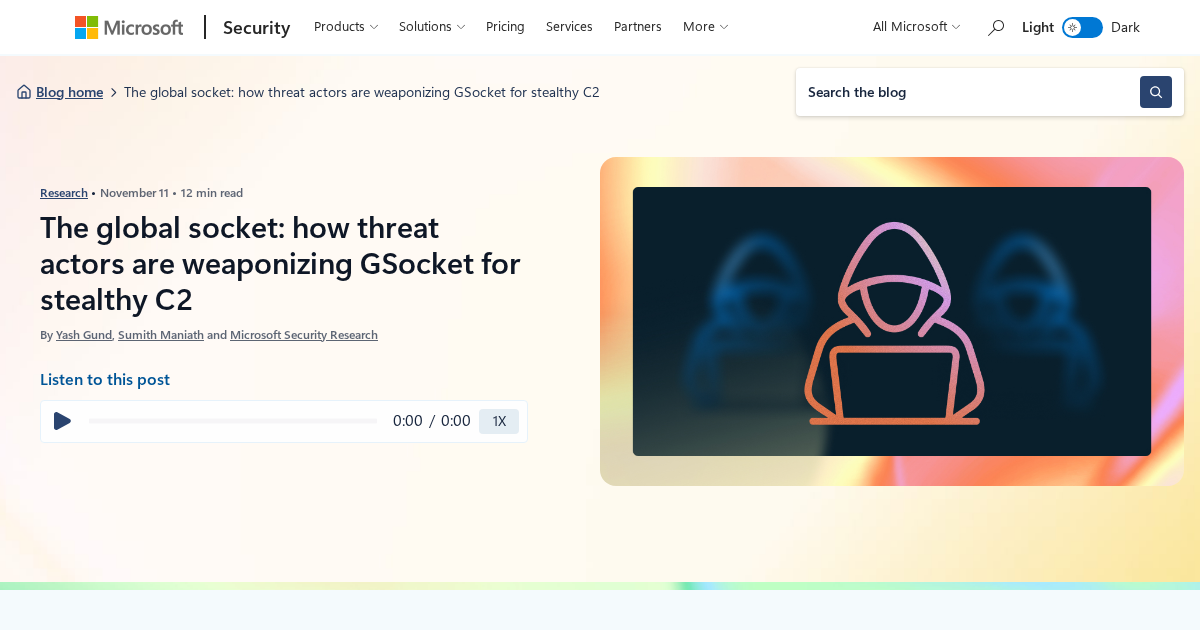 Microsoft Security Products Solutions Pricing Services Partners More All Microsoft Light Dark
Blog home The global socket: how threat actors are weaponizing GSocket for stealthy C2
Search the blog
Research • November 11 • 12 min read
The global socket: how threat
actors are weaponizing GSocket for
stealthy C2
By Yash Gund, Sumith Maniath and Microsoft Security Research
Listen to this post
0:00 / 0:00 1X